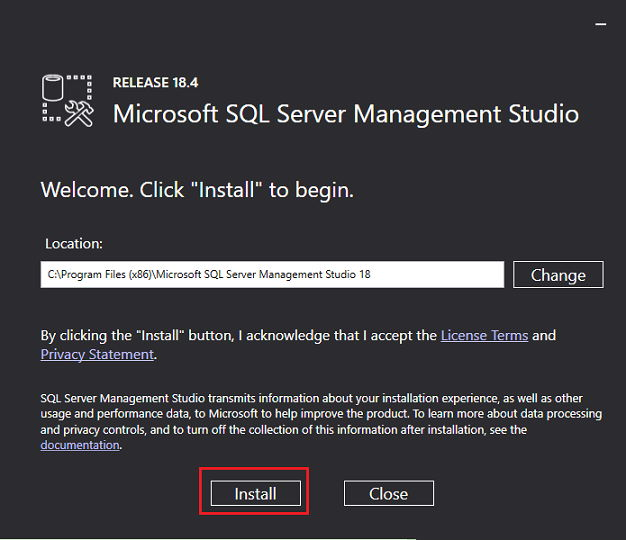 RELEASE 18.4
Microsoft SQL Server Management Studio
Welcome. Click "Install" to begin.
Location:
C:\Program Files (x86)\Microsoft SQL Server Management Studio 18
Change
By clicking the "Install" button, I acknowledge that I accept the License Terms and
Privacy Statement.
SQL Server Management Studio transmits information about your installation experience, as well as other
usage and performance data, to Microsoft to help improve the product. To learn more about data processing
and privacy controls, and to turn off the collection of this information after installation, see the
documentation.
Install
Close